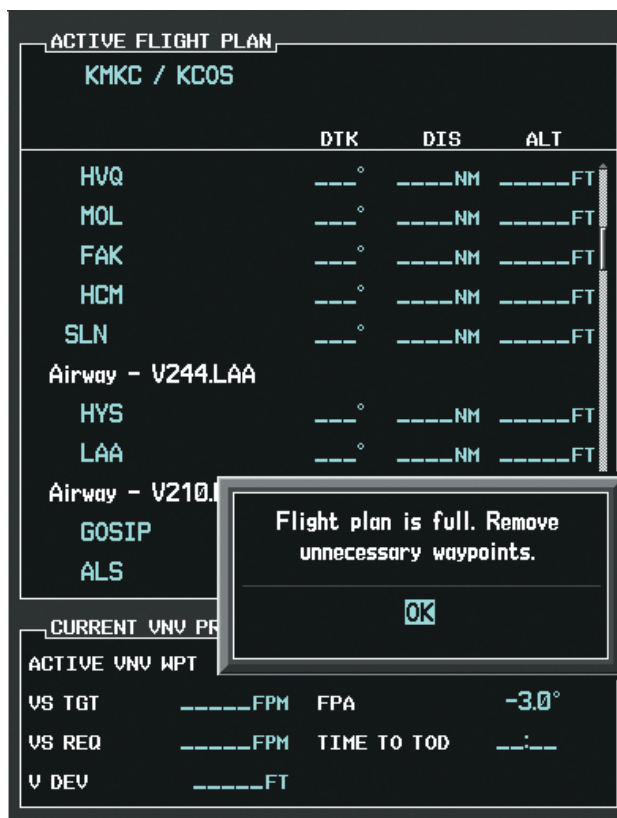 ACTIVE FLIGHT PLAN
KMKC / KCOS
DTK DIS ALT
HVQ ___° ____NM _____FT
MOL ___° ____NM _____FT
FAK ___° ____NM _____FT
HCM ___° ____NM _____FT
SLN ___° ____NM _____FT
Airway - V244.LAA
HYS ___° ____NM _____FT
LAA ___° ____NM _____FT
Airway - V210.
GOSIP
ALS
Flight plan is full. Remove
unnecessary waypoints.
OK
CURRENT VNV PR
ACTIVE VNV WPT
VS TGT _____FPM FPA -3.0°
VS REQ _____FPM TIME TO TOD __:__
V DEV _____FT